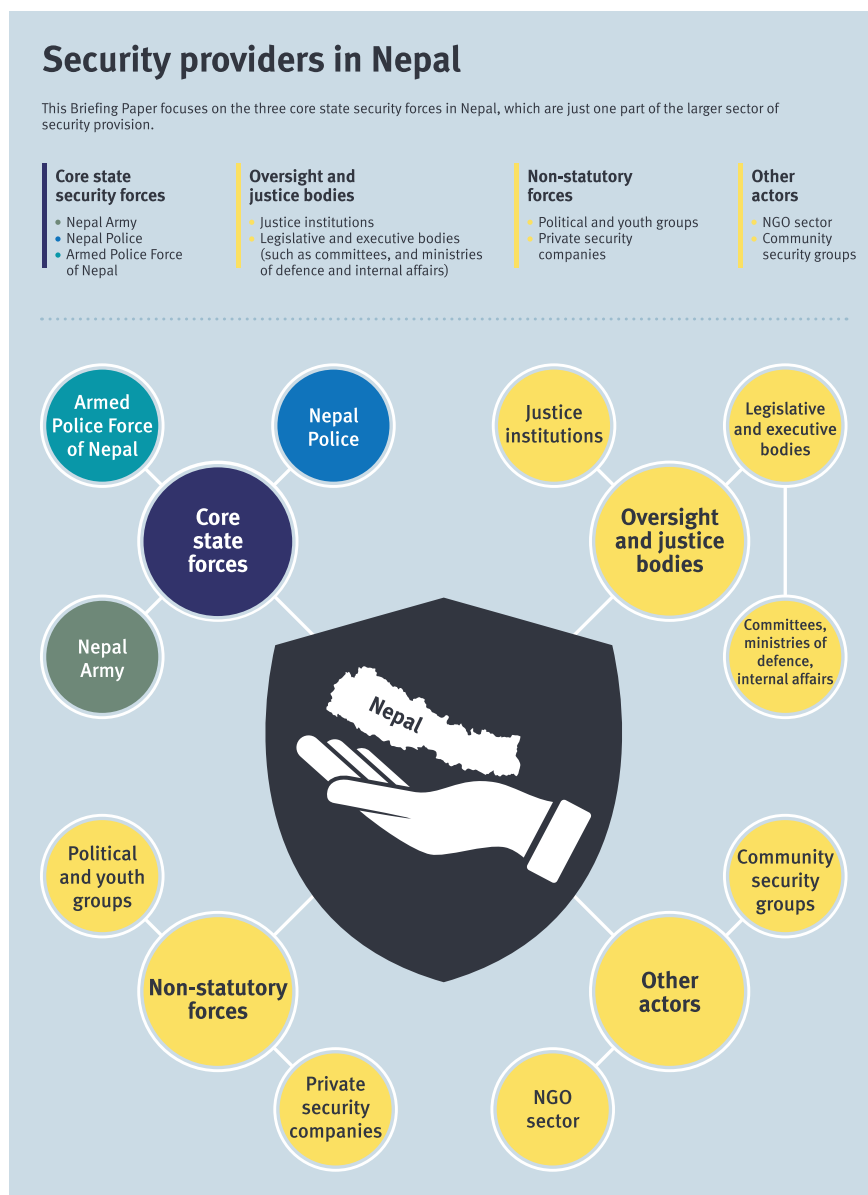 Security providers in Nepal
This Briefing Paper focuses on the three core state security forces in Nepal, which are just one part of the larger sector of
security provision.
Core state
security forces
• Nepal Army
• Nepal Police
• Armed Police Force
of Nepal
Oversight and
justice bodies
• Justice institutions
• Legislative and executive bodies
(such as committees, and ministries
of defence and internal affairs)
Non-statutory
forces
• Political and youth groups
• Private security
companies
Other
actors
• NGO sector
• Community
security groups
Armed
Police Force
of Nepal
Nepal
Police
Core
state
forces
Nepal
Army
Justice
institutions
Legislative
and executive
bodies
Oversight
and justice
bodies
Committees,
ministries of
defence,
internal affairs
Nepal
Political
and youth
groups
Non-statutory
forces
Private
security
companies
Community
security
groups
Other
actors
NGO
sector